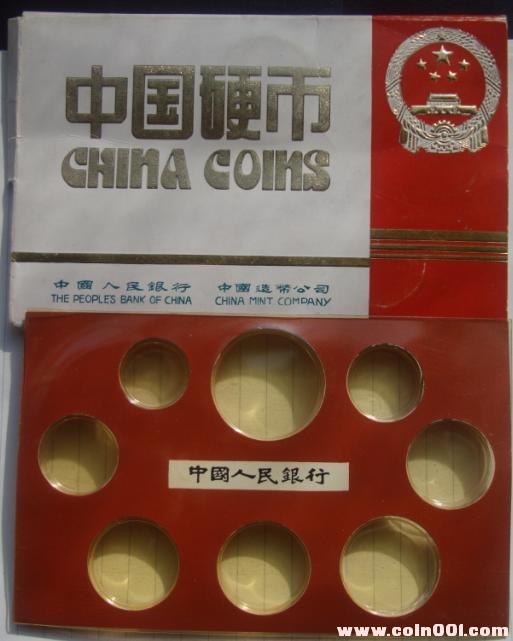 中国硬币
CHINA COINS
中國人民銀行 中國造幣公司
THE PEOPLE'S BANK OF CHINA CHINA MINT COMPANY
中國人民銀行
www.coin001.com